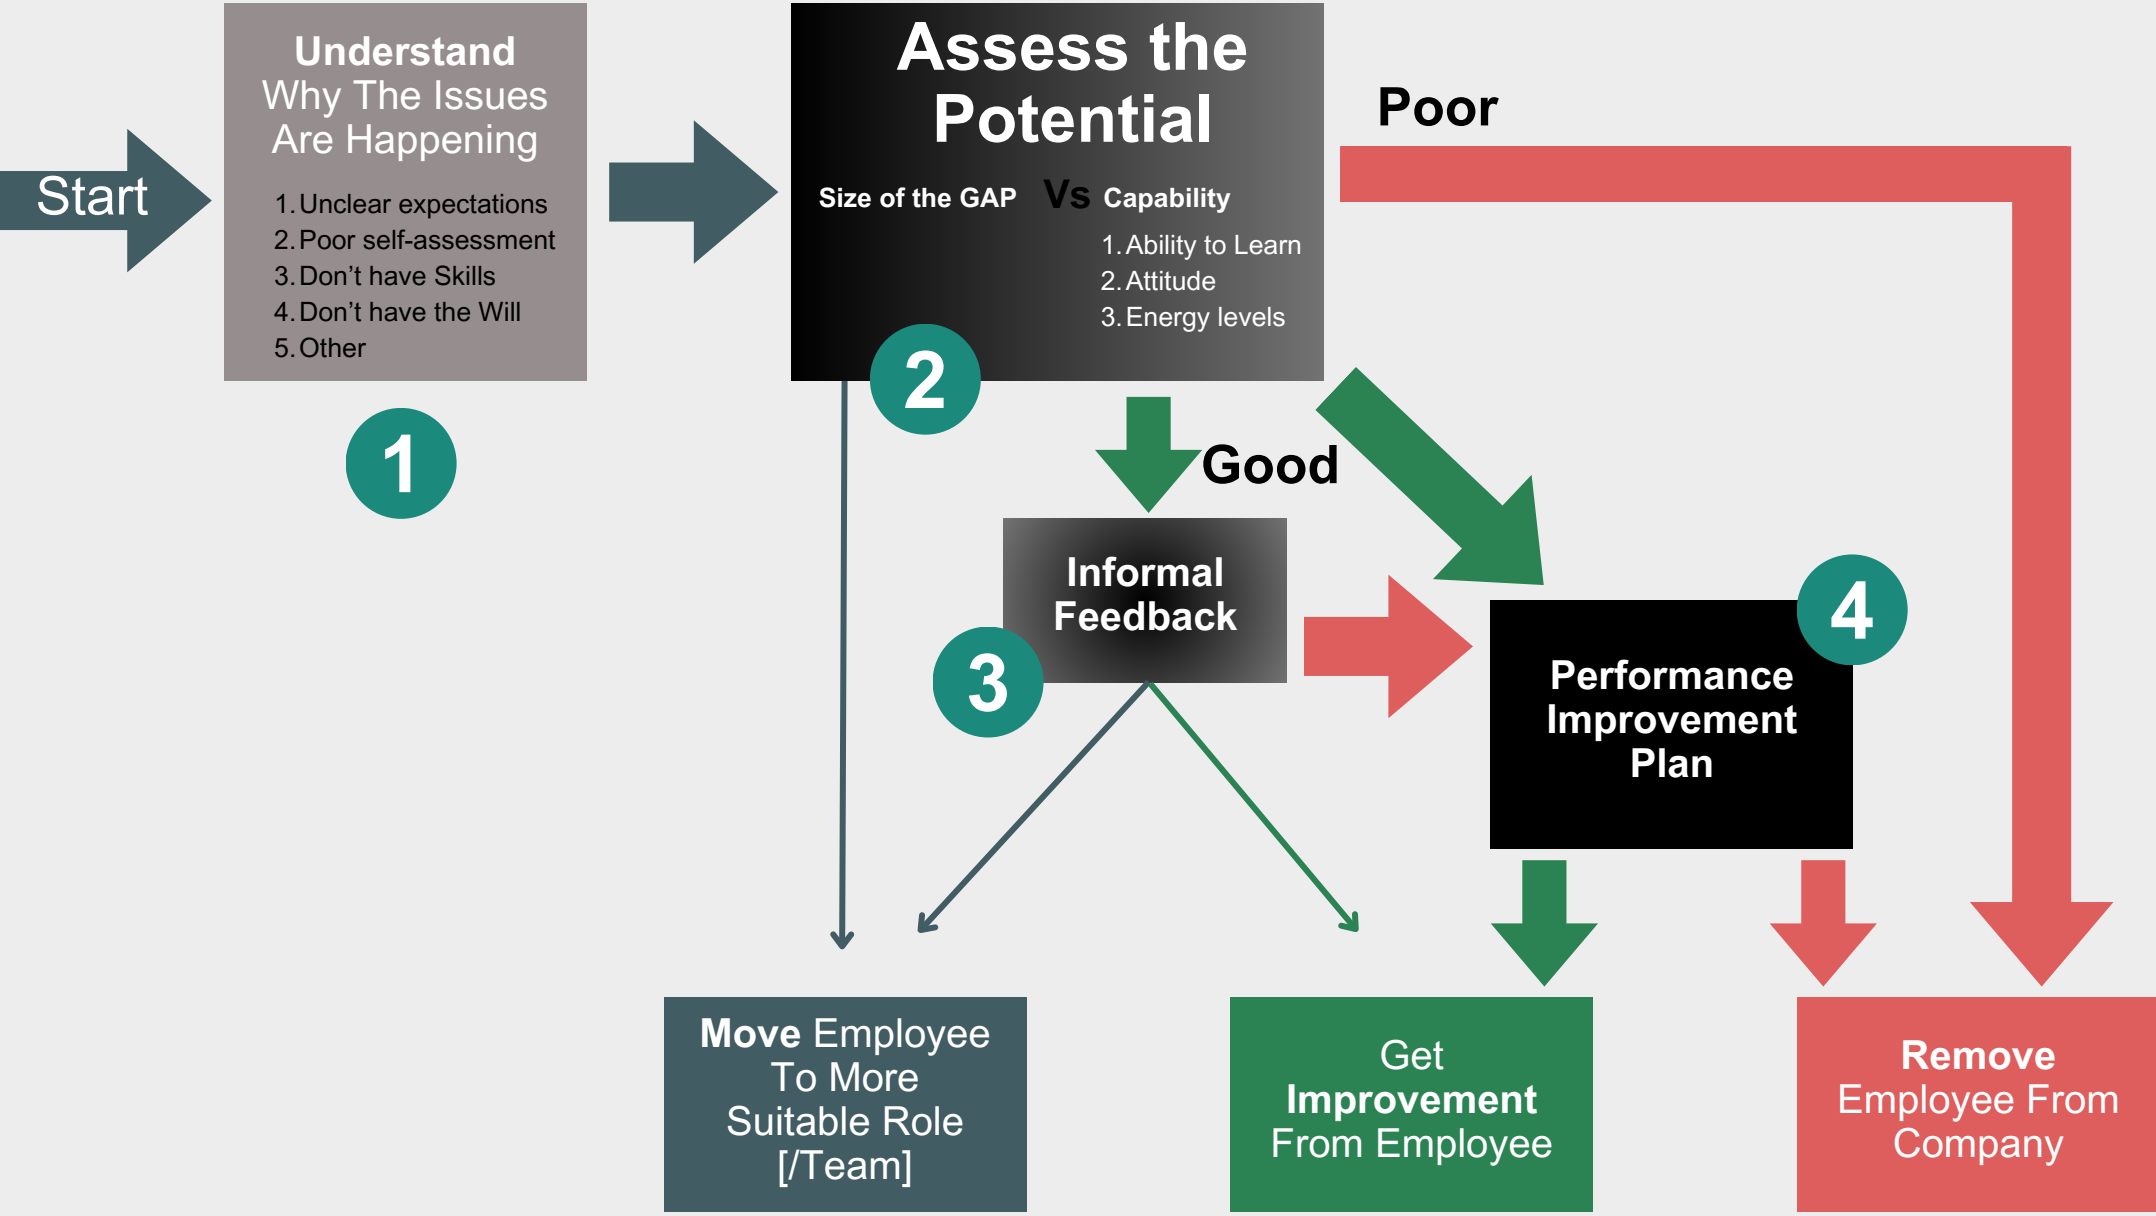 Start
Understand
Why The Issues
Are Happening
1. Unclear expectations
2. Poor self-assessment
3. Don’t have Skills
4. Don’t have the Will
5. Other
1
Assess the
Potential
Size of the GAP Vs Capability
1. Ability to Learn
2. Attitude
3. Energy levels
2
Poor
Good
Informal
Feedback
3
Performance
Improvement
Plan
4
Move Employee
To More
Suitable Role
[/Team]
Get
Improvement
From Employee
Remove
Employee From
Company